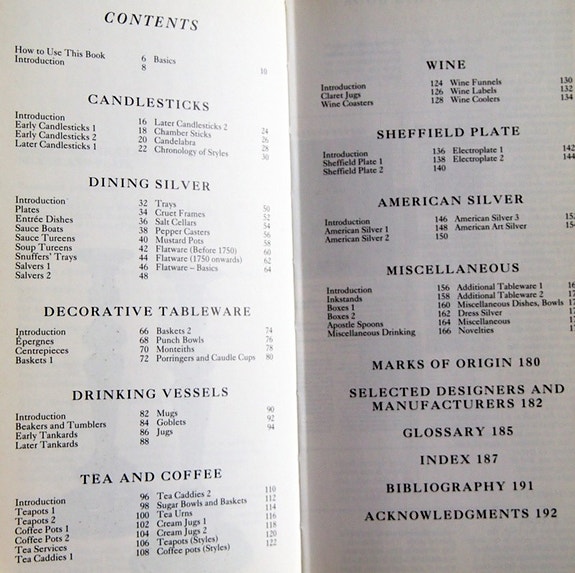 CONTENTS
How to Use This Book 6 Basics 10
Introduction 8
CANDLESTICKS
Introduction 16 Later Candlesticks 2 24
Early Candlesticks 1 18 Chamber Sticks 26
Early Candlesticks 2 20 Candelabra 28
Later Candlesticks 1 22 Chronology of Styles 30
DINING SILVER
Introduction 32 Trays 50
Plates 34 Cruet Frames 52
Entrée Dishes 36 Salt Cellars 54
Sauce Boats 38 Pepper Casters 56
Sauce Tureens 40 Mustard Pots 58
Soup Tureens 42 Flatware (Before 1750) 60
Snuffers' Trays 44 Flatware (1750 onwards) 62
Salvers 1 46 Flatware – Basics 64
Salvers 2 48
DECORATIVE TABLEWARE
Introduction 66 Baskets 2 74
Épergnes 68 Punch Bowls 76
Centrepieces 70 Monteiths 78
Baskets 1 72 Porringers and Caudle Cups 80
DRINKING VESSELS
Introduction 82 Mugs 90
Beakers and Tumblers 84 Goblets 92
Early Tankards 86 Jugs 94
Later Tankards 88
TEA AND COFFEE
Introduction 96 Tea Caddies 2 110
Teapots 1 98 Sugar Bowls and Baskets 112
Teapots 2 100 Tea Urns 114
Coffee Pots 1 102 Cream Jugs 1 116
Coffee Pots 2 104 Cream Jugs 2 118
Tea Services 106 Teapots (Styles) 120
Tea Caddies 1 108 Coffee pots (Styles) 122
WINE
Introduction 124 Wine Funnels 130
Claret Jugs 126 Wine Labels 132
Wine Coasters 128 Wine Coolers 134
SHEFFIELD PLATE
Introduction 136 Electroplate 1 142
Sheffield Plate 1 138 Electroplate 2 144
Sheffield Plate 2 140
AMERICAN SILVER
Introduction 146 American Silver 3
American Silver 1 148 American Art Silver
American Silver 2 150
MISCELLANEOUS
Introduction 156 Additional Tableware 1
Inkstands 158 Additional Tableware 2
Boxes 1 160 Miscellaneous Dishes, Bowls
Boxes 2 162 Dress Silver
Apostle Spoons 164 Miscellaneous
Miscellaneous Drinking 166 Novelties
MARKS OF ORIGIN 180
SELECTED DESIGNERS AND
MANUFACTURERS 182
GLOSSARY 185
INDEX 187
BIBLIOGRAPHY 191
ACKNOWLEDGMENTS 192